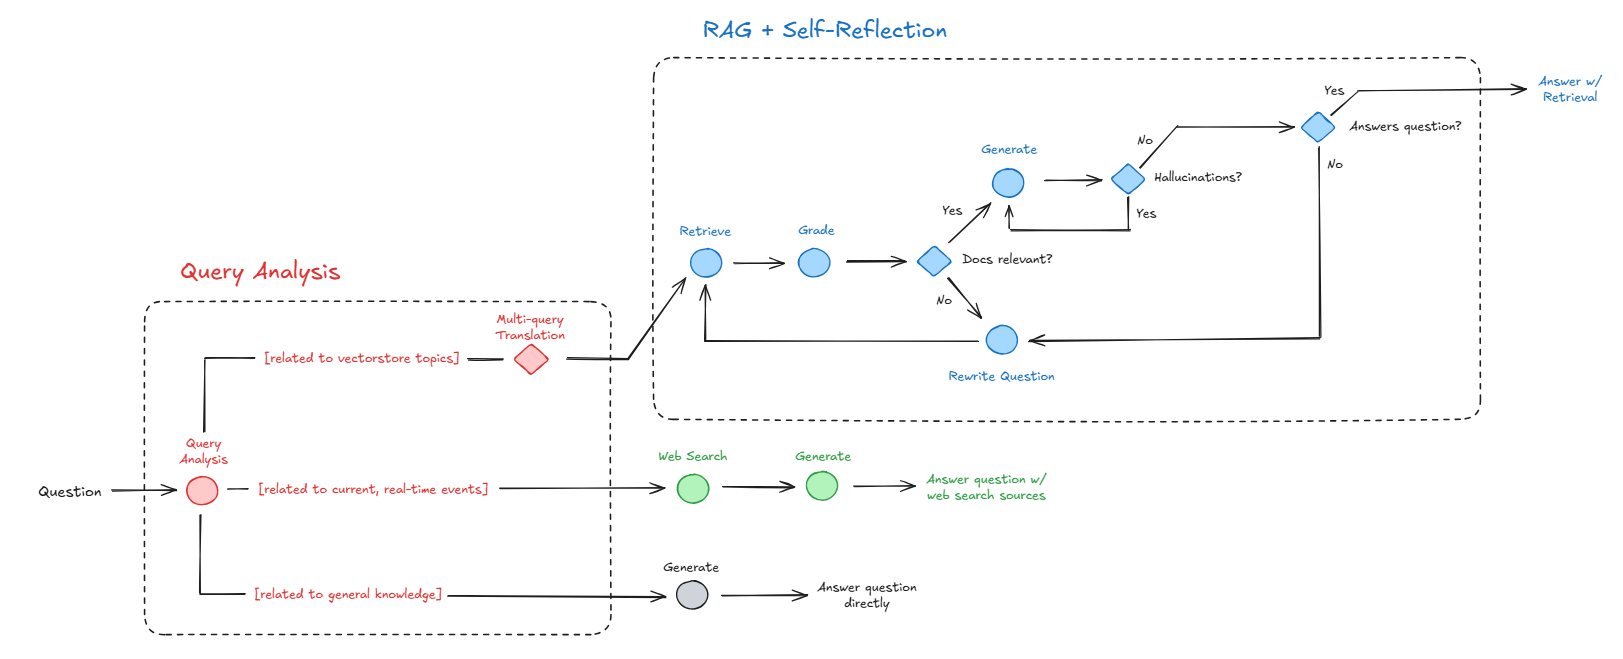 RAG + Self-Reflection
Answer w/
Retrieval
Yes
Answers question?
No
Generate
No
Hallucinations?
Yes
Yes
Retrieve
Grade
Docs relevant?
No
Rewrite Question
Query Analysis
Multi-query
Translation
[related to vectorstore topics]
Query
Analysis
Question
[related to current, real-time events]
Web Search
Generate
Answer question w/
web search sources
[related to general knowledge]
Generate
Answer question
directly